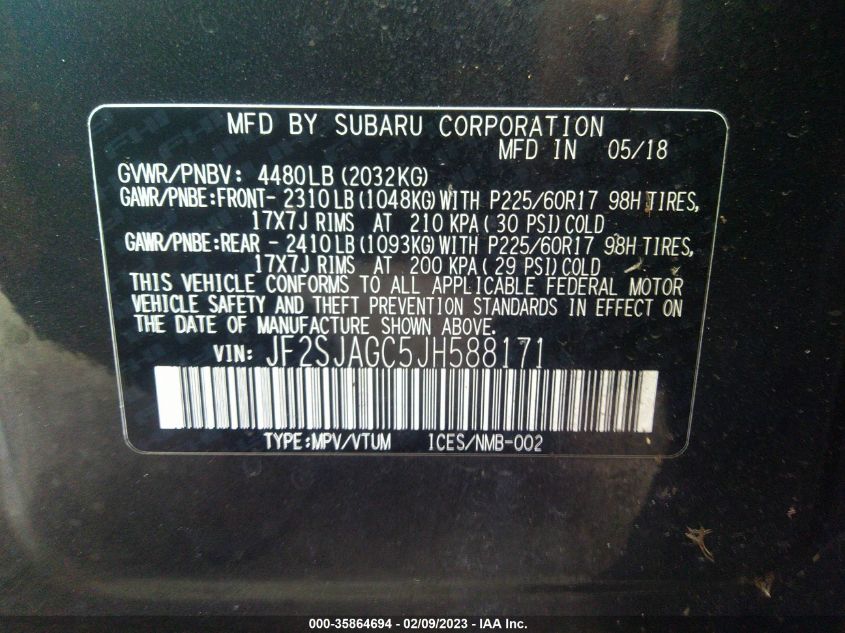 MFD BY SUBARU CORPORATION
MFD IN 05/18
GVWR/PNBV: 4480LB (2032KG)
GAWR/PNBE:FRONT- 2310LB (1048KG)WITH P225/60R17 98H TIRES,
17X7J RIMS AT 210 KPA( 30 PSI)COLD
GAWR/PNBE:REAR - 2410LB (1093KG)WITH P225/60R17 98H TIRES,
17X7J RIMS AT 200 KPA( 29 PSI)COLD
THIS VEHICLE CONFORMS TO ALL APPLICABLE FEDERAL MOTOR
VEHICLE SAFETY AND THEFT PREVENTION STANDARDS IN EFFECT ON
THE DATE OF MANUFACTURE SHOWN ABOVE.
VIN: JF2SJAGC5JH588171
TYPE:MPV/VTUM ICES/NMB-002
000-35864694 - 02/09/2023 - IAA Inc.